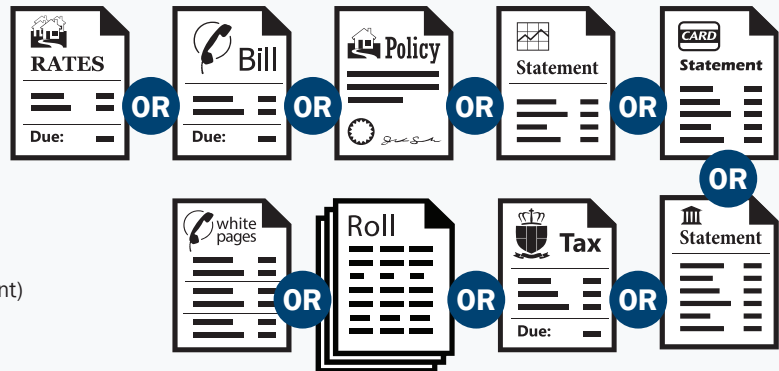 RATES
Due:
OR
Bill
Due:
OR
Policy
OR
Statement
OR
CARD
Statement
OR
white
pages
OR
Roll
OR
Tax
Due:
OR
Statement
nt)